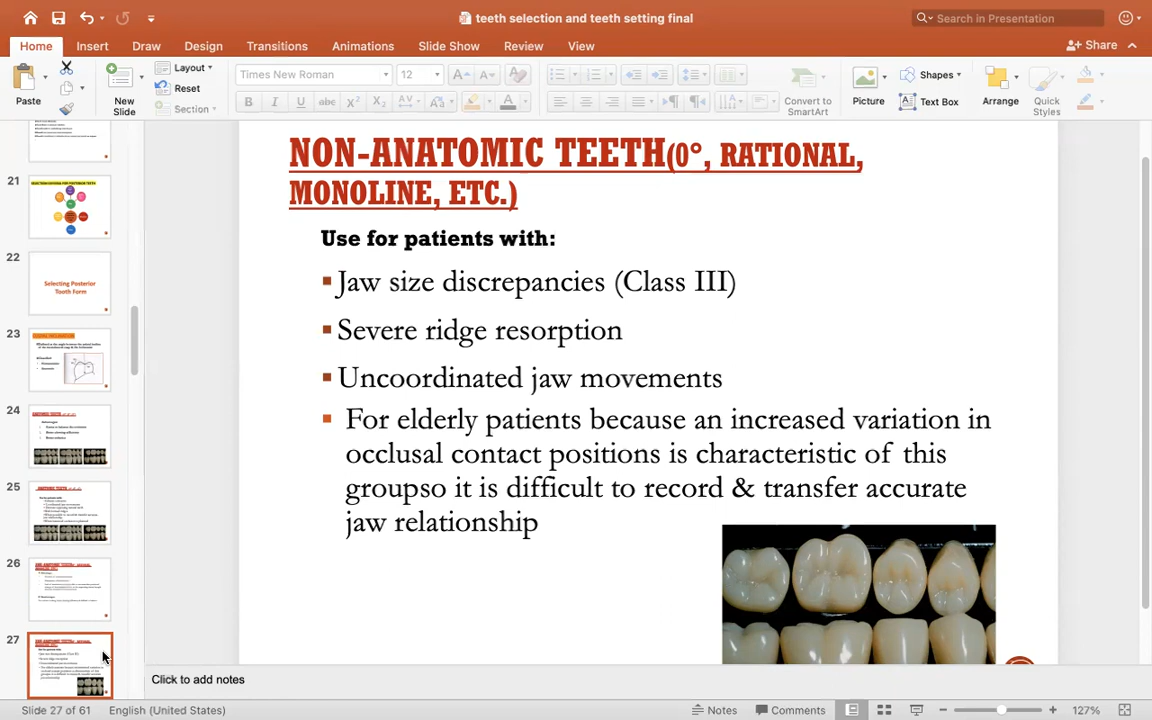 teeth selection and teeth setting final
Search in Presentation
Home Insert Draw Design Transitions Animations Slide Show Review View
Share
Paste
New
Slide
Layout
Reset
Section
Times New Roman 12
B I U abc X² X₂ AV Aa A
Convert to
SmartArt
Picture
Shapes
Text Box
Arrange
Quick
Styles
21
22
Selecting Posterior
Tooth Form
23
24
25
26
27
NON-ANATOMIC TEETH(0°, RATIONAL,
MONOLINE, ETC.)
Use for patients with:
Jaw size discrepancies (Class III)
Severe ridge resorption
Uncoordinated jaw movements
For elderly patients because an increased variation in
occlusal contact positions is characteristic of this
groupso it is difficult to record & transfer accurate
jaw relationship
Click to add notes
Slide 27 of 61 English (United States) Notes Comments 127%